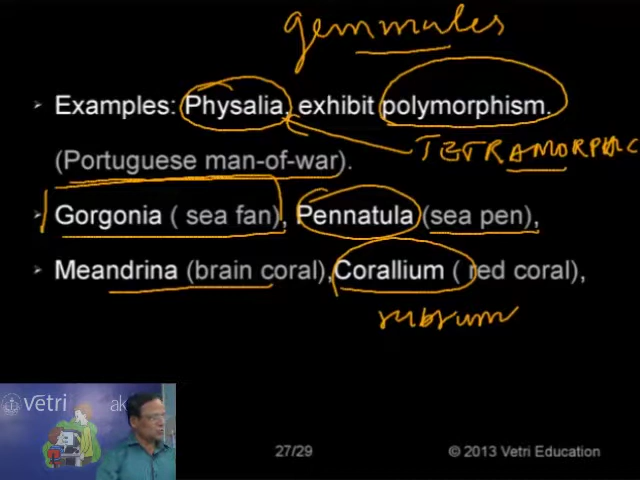 gemmules
➤ Examples: Physalia, exhibit polymorphism.
TETRAMORPHIC
(Portuguese man-of-war).
➤ Gorgonia ( sea fan), Pennatula (sea pen),
➤ Meandrina (brain coral), Corallium ( red coral),
rubrum
vetri ak
27/29 © 2013 Vetri Education